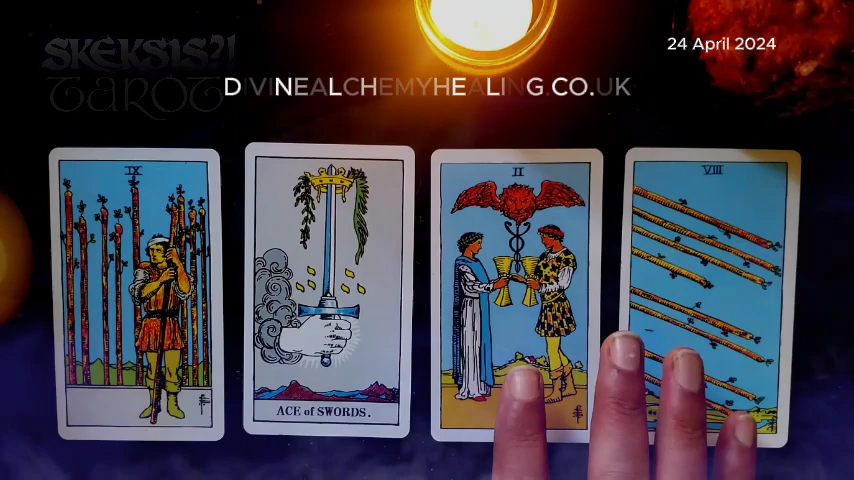 SKEKSIS?!
TAROT
24 April 2024
DIVINEALCHEMYHEALING.CO.UK
IX
ACE of SWORDS.
II
VIII